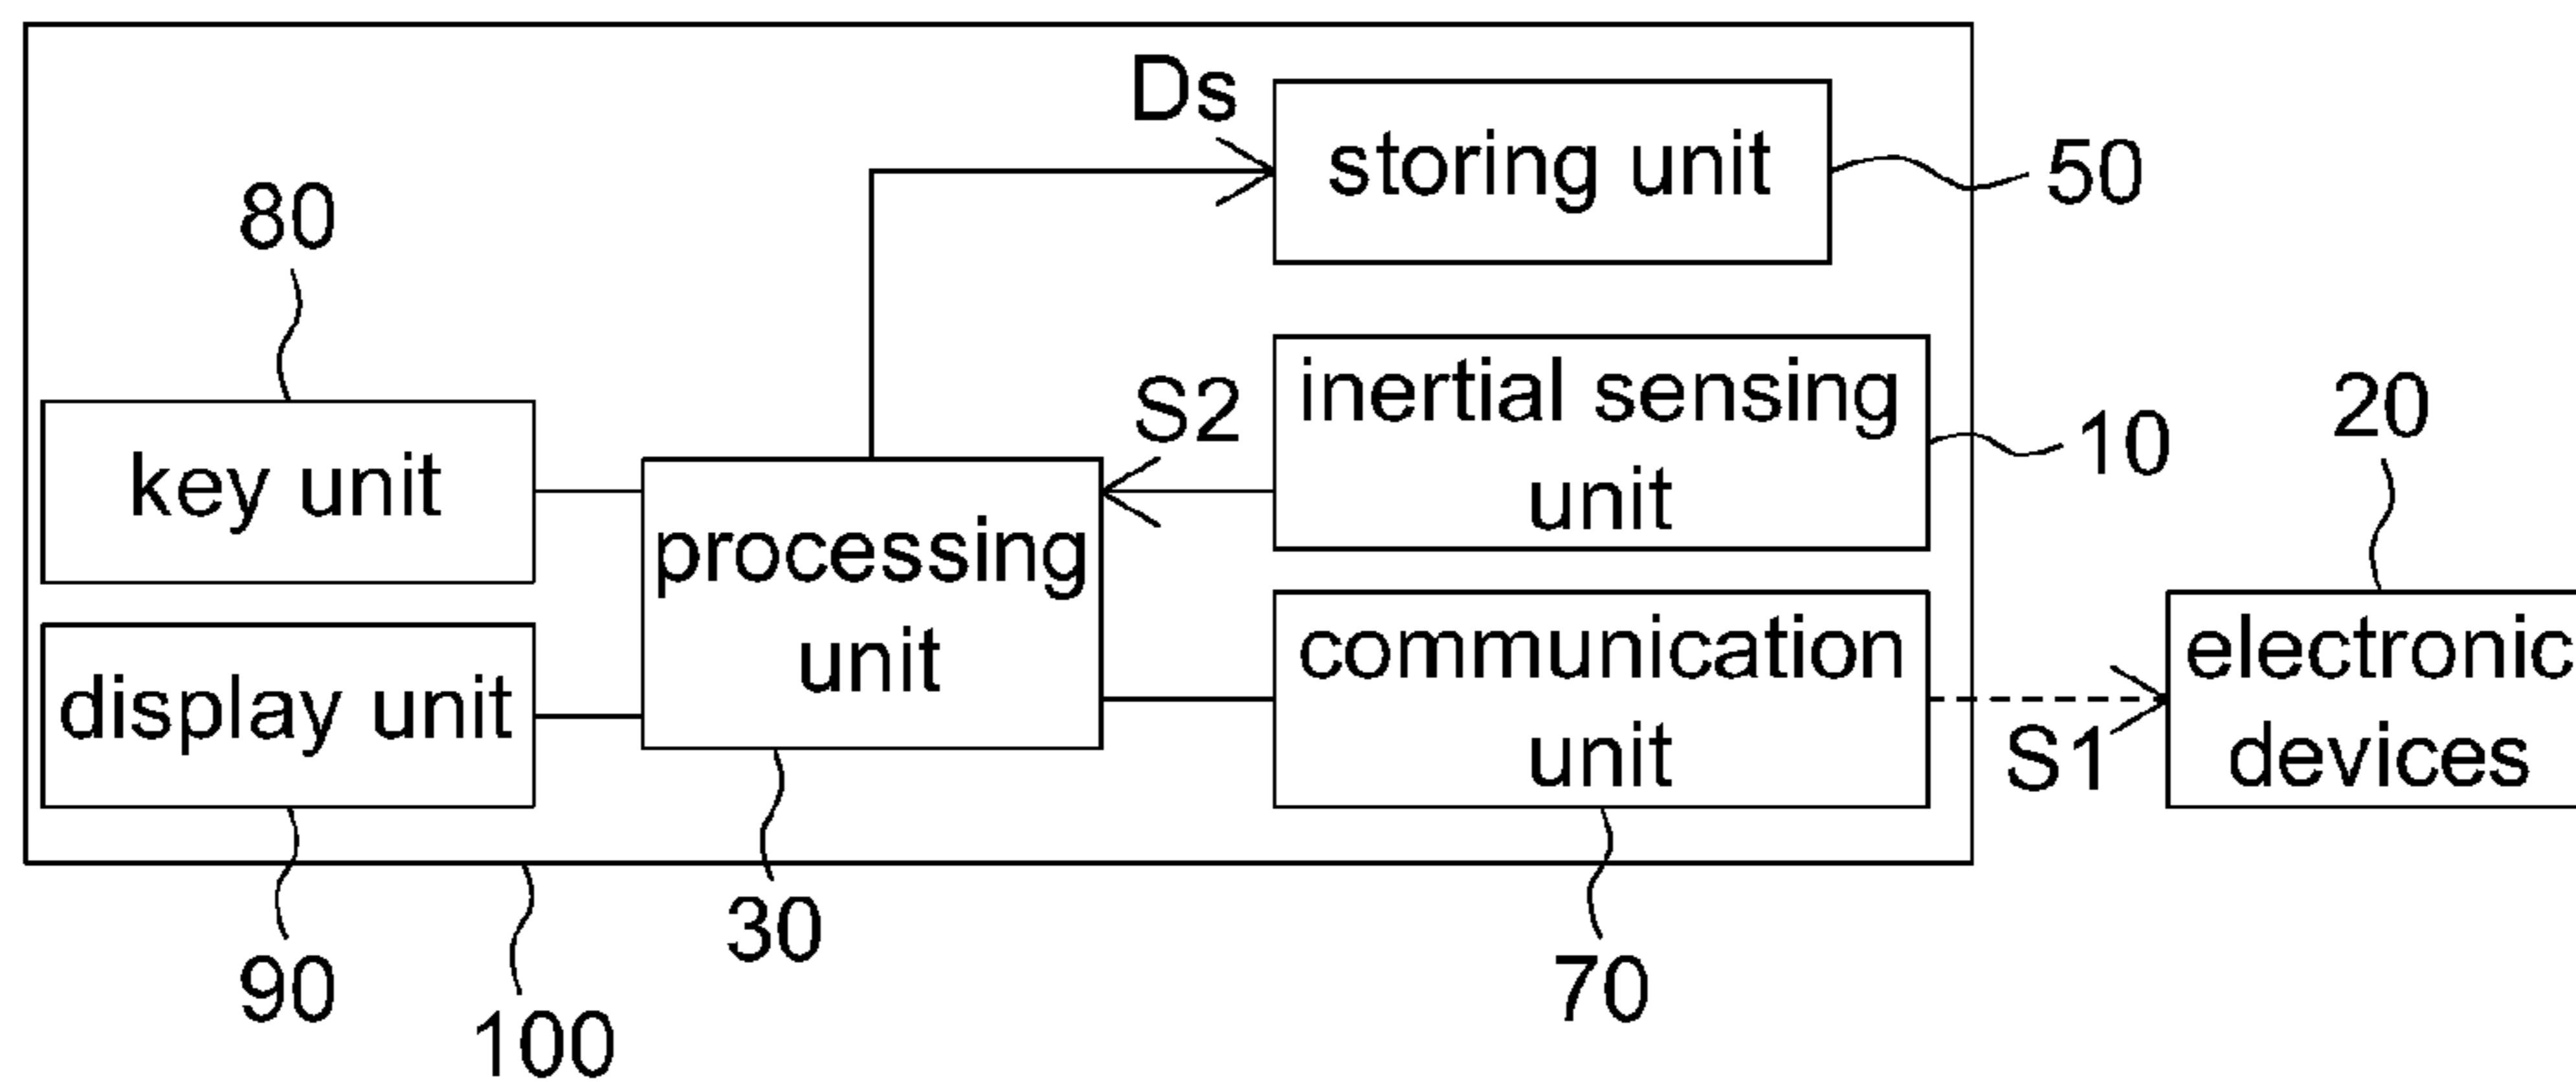 Ds
storing unit
50
80
inertial sensing
unit
S2
10
20
key unit
processing
unit
communication
unit
electronic
devices
display unit
S1
30
90
70
100